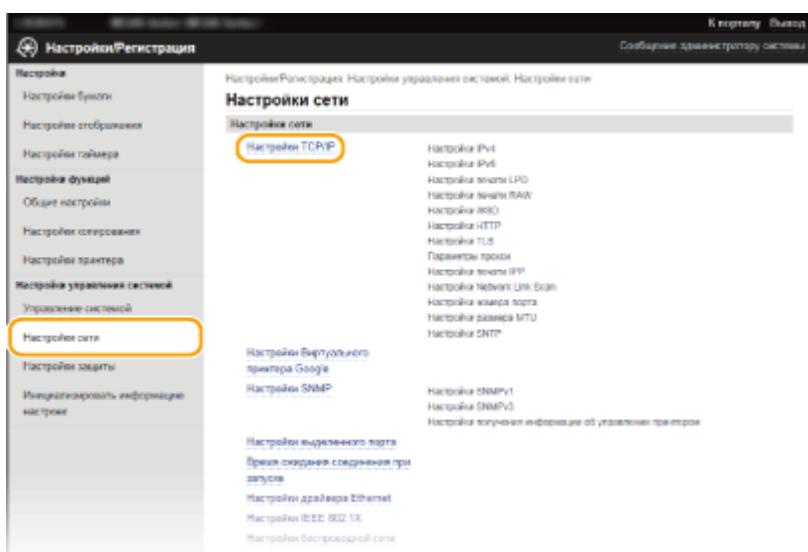 К порталу Выход
Настройки/Регистрация
Сообщение администратору системы
Настройки
Настройки бумаги
Настройки отображения
Настройки таймера
Настройки функций
Общие настройки
Настройки копирования
Настройки принтера
Настройки управления системой
Управление системой
Настройки сети
Настройки защиты
Инициализировать информацию
настроек
Настройки/Регистрация: Настройки управления системой: Настройки сети
Настройки сети
Настройки сети
Настройки TCP/IP
Настройки IPv4
Настройки IPv6
Настройки печати LPD
Настройки печати RAW
Настройки WSD
Настройки HTTP
Настройки TLS
Параметры прокси
Настройки печати IPP
Настройки Network Link Scan
Настройки номера порта
Настройки размера MTU
Настройки SNTP
Настройки Виртуального
принтера Google
Настройки SNMP
Настройки SNMPv1
Настройки SNMPv3
Настройки получения информации об управлении принтером
Настройки выделенного порта
Время ожидания соединения при
запуске
Настройки драйвера Ethernet
Настройки IEEE 802.1X
Настройки беспроводной сети